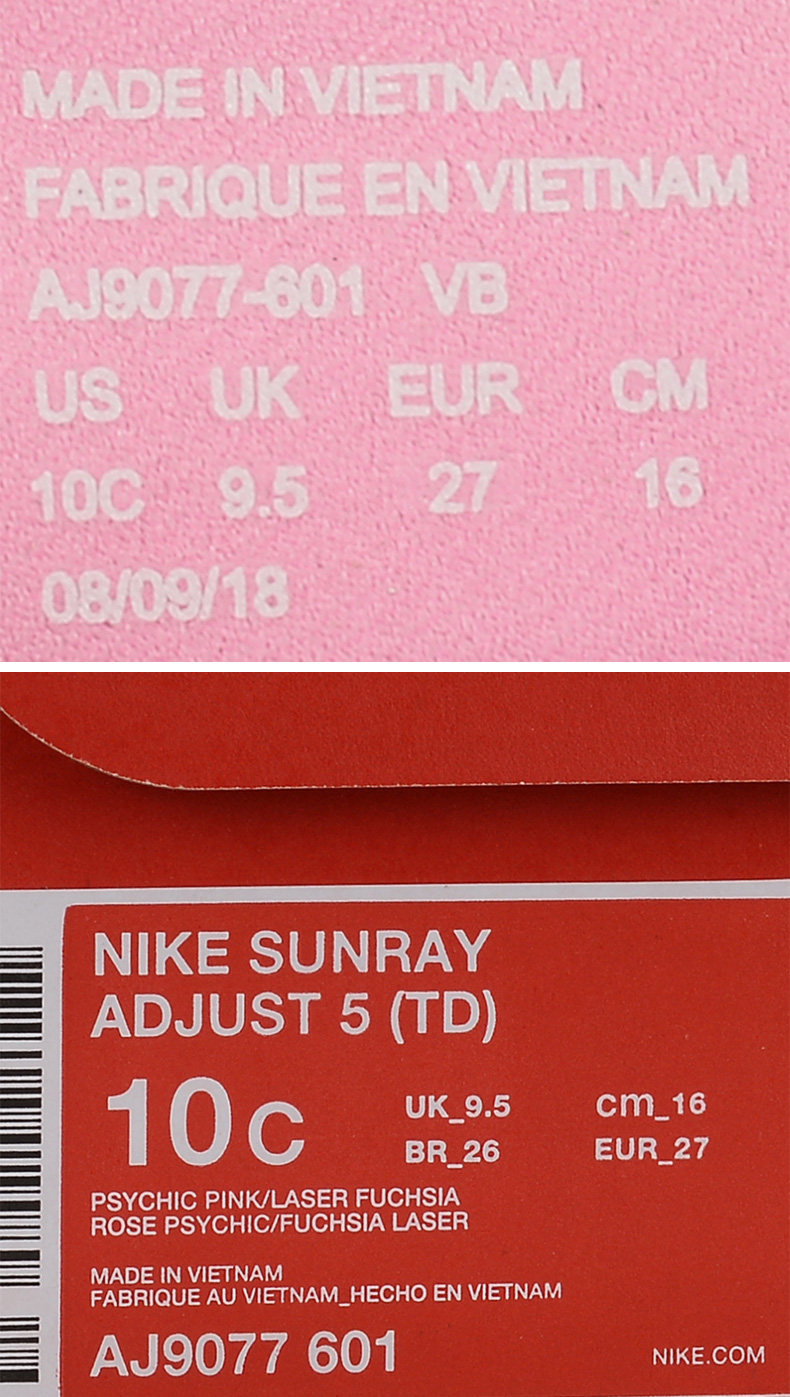 MADE IN VIETNAM
FABRIQUE EN VIETNAM
AJ9077-601 VB
US UK EUR CM
10C 9.5 27 16
08/09/18
NIKE SUNRAY
ADJUST 5 (TD)
10C UK_9.5 cm_16
BR_26 EUR_27
PSYCHIC PINK/LASER FUCHSIA
ROSE PSYCHIC/FUCHSIA LASER
MADE IN VIETNAM
FABRIQUE AU VIETNAM_HECHO EN VIETNAM
AJ9077 601 NIKE.COM